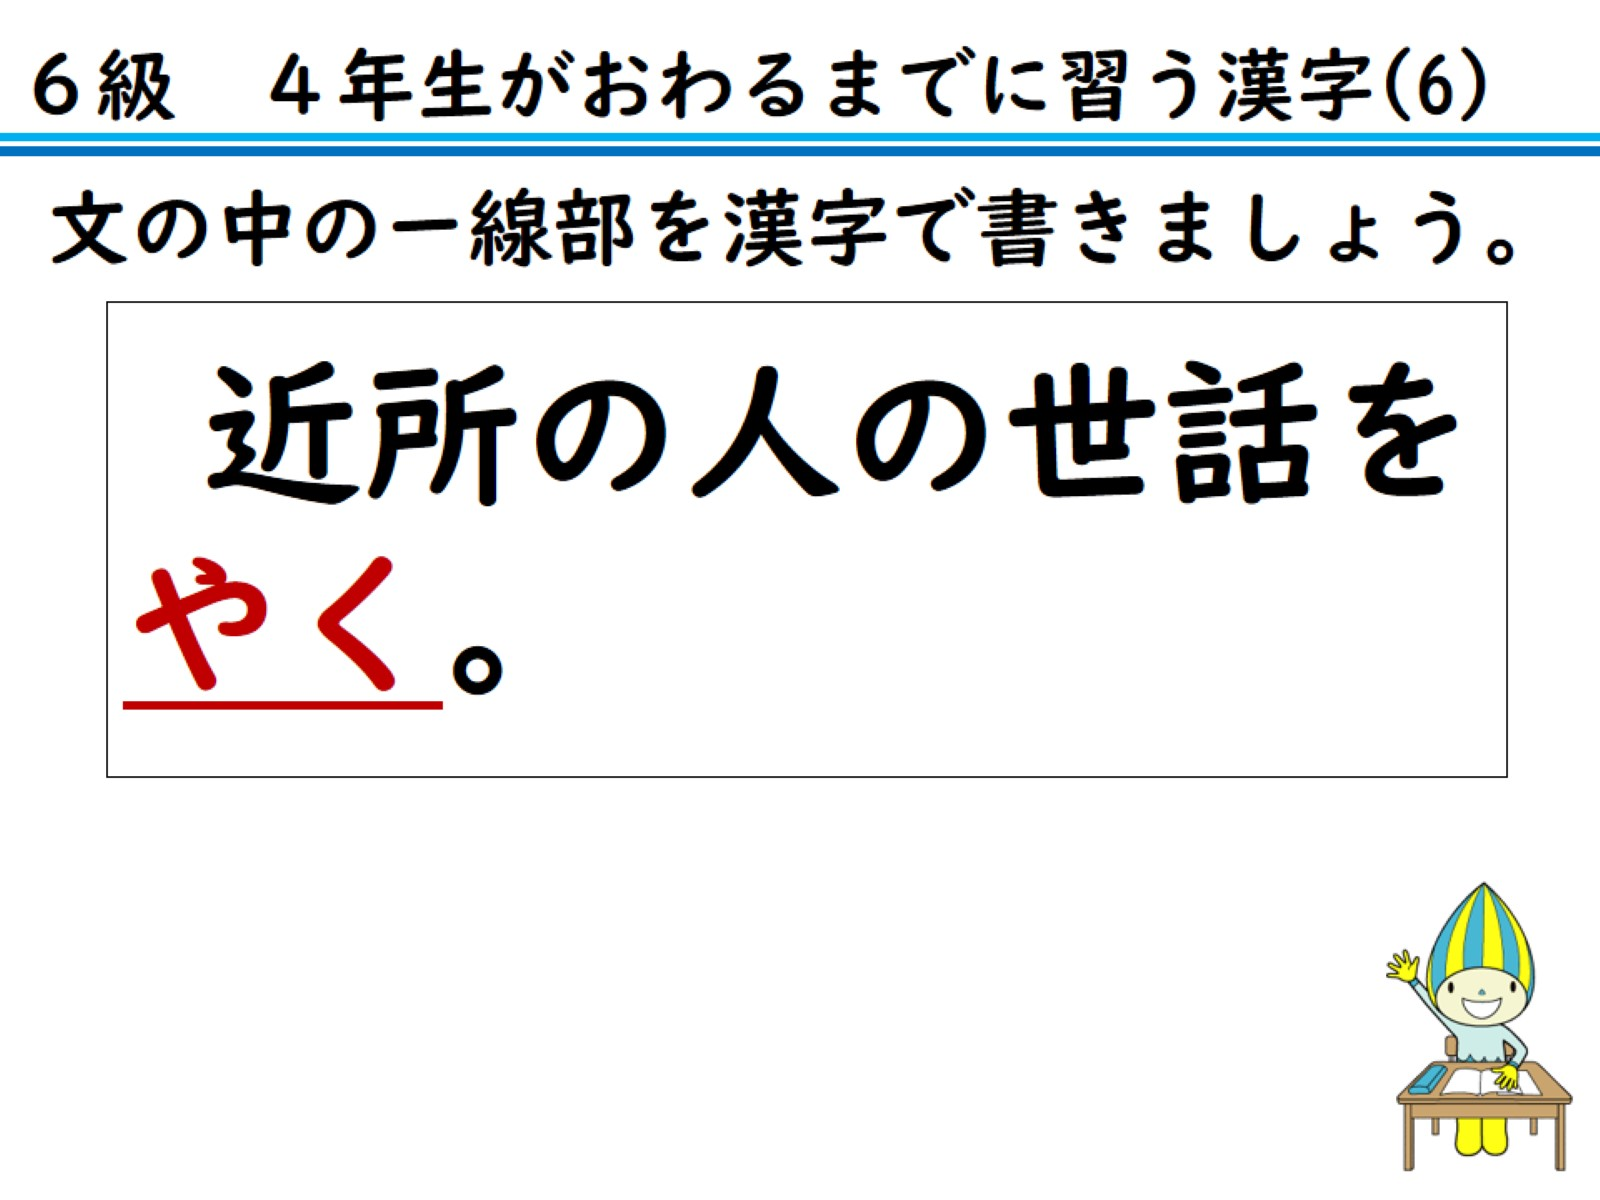 ６級　４年生がおわるまでに習う漢字(6)
文の中の一線部を漢字で書きましょう。
近所の人の世話を
やく。